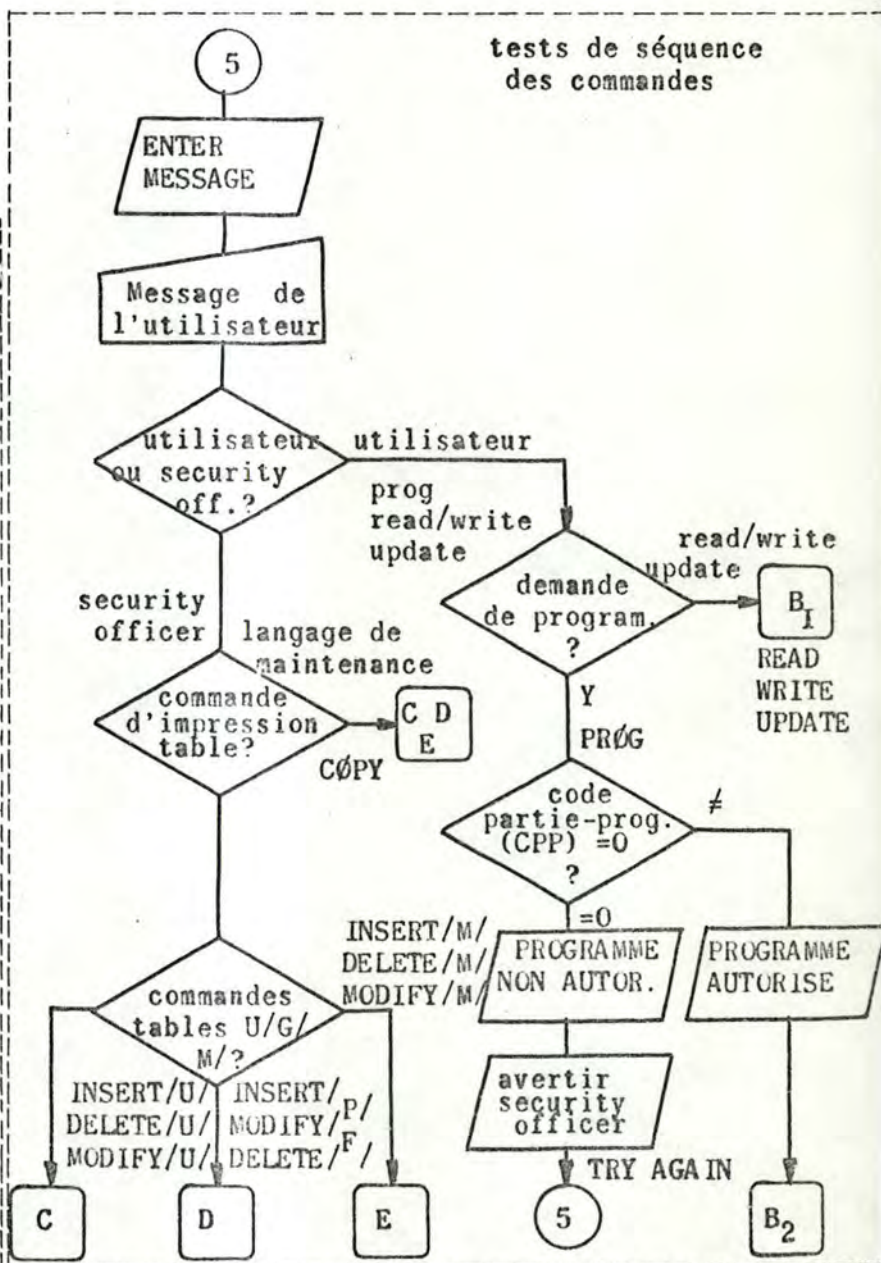 tests de séquence
des commandes
5
ENTER
MESSAGE
Message de
l'utilisateur
utilisateur
ou security
off.?
utilisateur
prog
read/write
update
demande
de program.
?
read/write
update
B1
READ
WRITE
UPDATE
security
officer
langage de
maintenance
commande
d'impression
table?
C D
E
CØPY
Y
PRØG
code
partie-prog.
(CPP) =0
?
≠
=0
PROGRAMME
NON AUTOR.
PROGRAMME
AUTORISE
INSERT/M/
DELETE/M/
MODIFY/M/
commandes
tables U/G/
M/?
INSERT/U/
DELETE/U/
MODIFY/U/
INSERT/P/
MODIFY/F/
DELETE/ /
avertir
security
officer
TRY AGAIN
C
D
E
5
B2